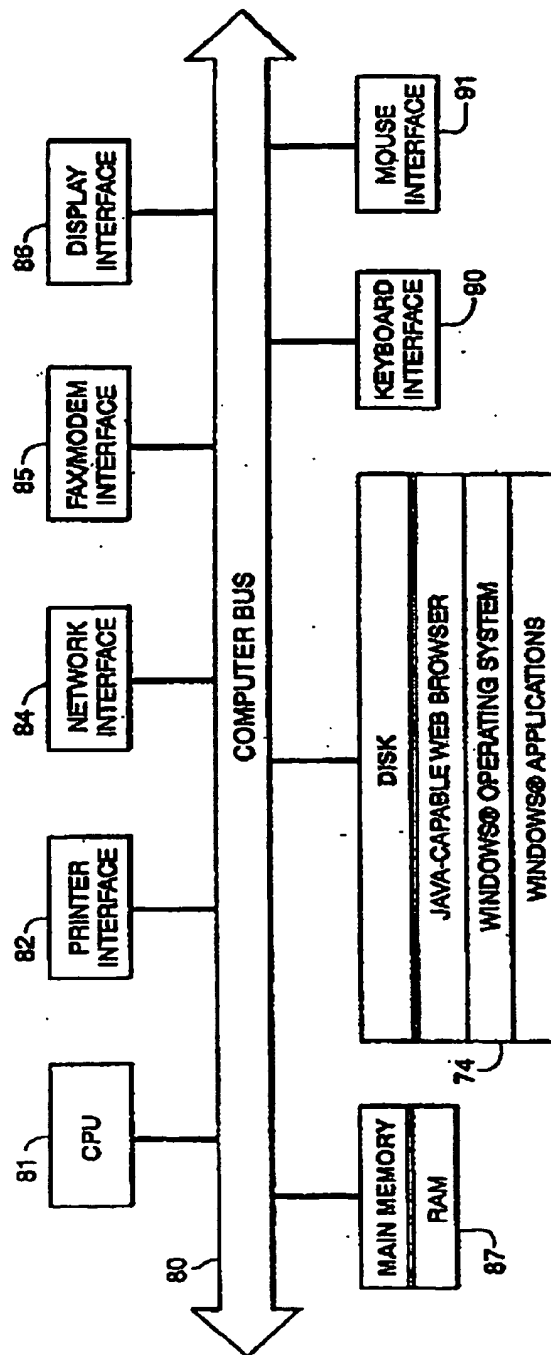 81
CPU
82
PRINTER
INTERFACE
84
NETWORK
INTERFACE
85
FAX/MODEM
INTERFACE
86
DISPLAY
INTERFACE
80
COMPUTER BUS
MAIN MEMORY
RAM
87
DISK
JAVA-CAPABLE WEB BROWSER
WINDOWS® OPERATING SYSTEM
WINDOWS® APPLICATIONS
74
KEYBOARD
INTERFACE
90
MOUSE
INTERFACE
91